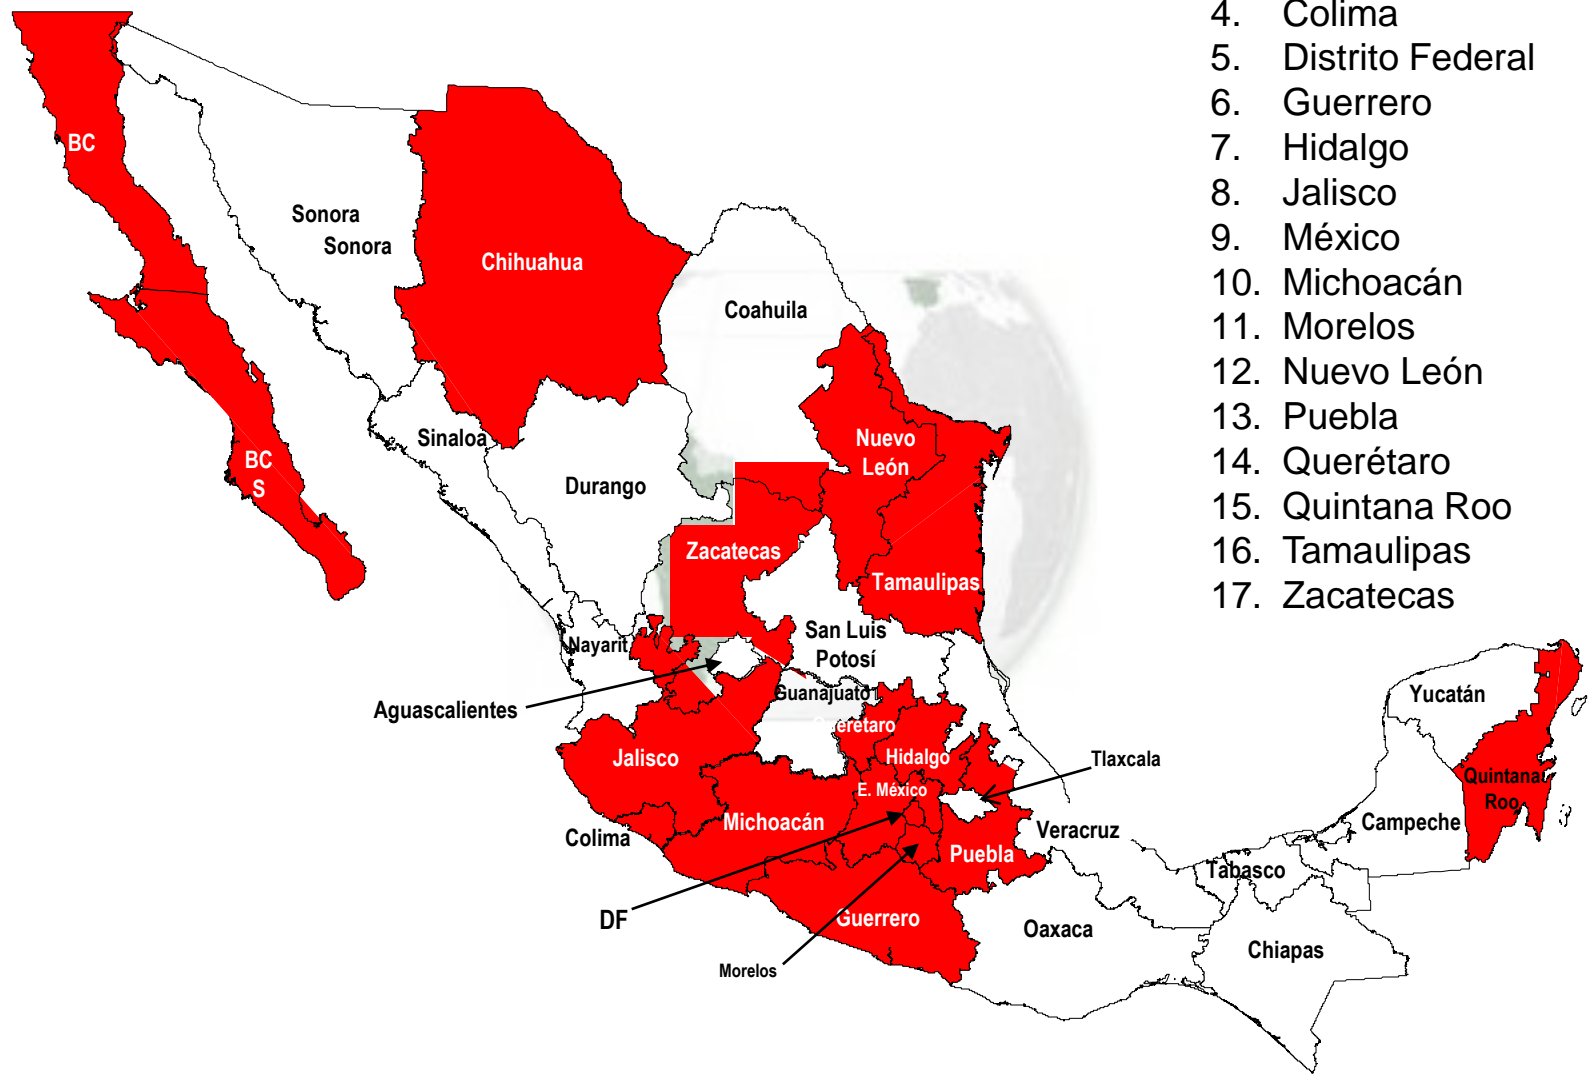 4. Colima
5. Distrito Federal
6. Guerrero
7. Hidalgo
8. Jalisco
9. México
10. Michoacán
11. Morelos
12. Nuevo León
13. Puebla
14. Querétaro
15. Quintana Roo
16. Tamaulipas
17. Zacatecas
BC
Sonora
Sonora
Chihuahua
Coahuila
Sinaloa
Nuevo
León
BC
S
Durango
Zacatecas
Tamaulipas
San Luis
Potosí
Nayarit
Aguascalientes
Guanajuato
Querétaro
Yucatán
Jalisco
Hidalgo
Tlaxcala
E. México
Quintana
Roo
Colima
Michoacán
Veracruz
Campeche
Puebla
Tabasco
DF
Guerrero
Oaxaca
Chiapas
Morelos